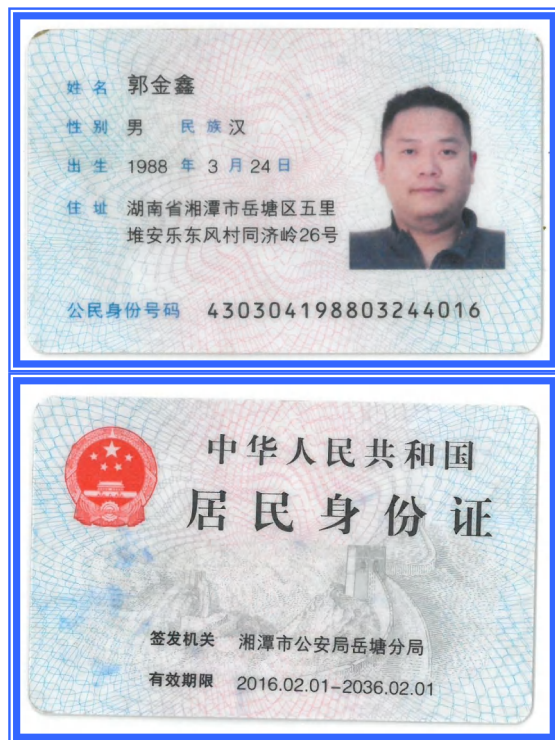 姓名 郭金鑫
性别 男 民族 汉
出生 1988 年 3 月 24 日
住址 湖南省湘潭市岳塘区五里
堆安乐东风村同济岭26号
公民身份号码 430304198803244016
中华人民共和国
居民身份证
签发机关 湘潭市公安局岳塘分局
有效期限 2016.02.01-2036.02.01